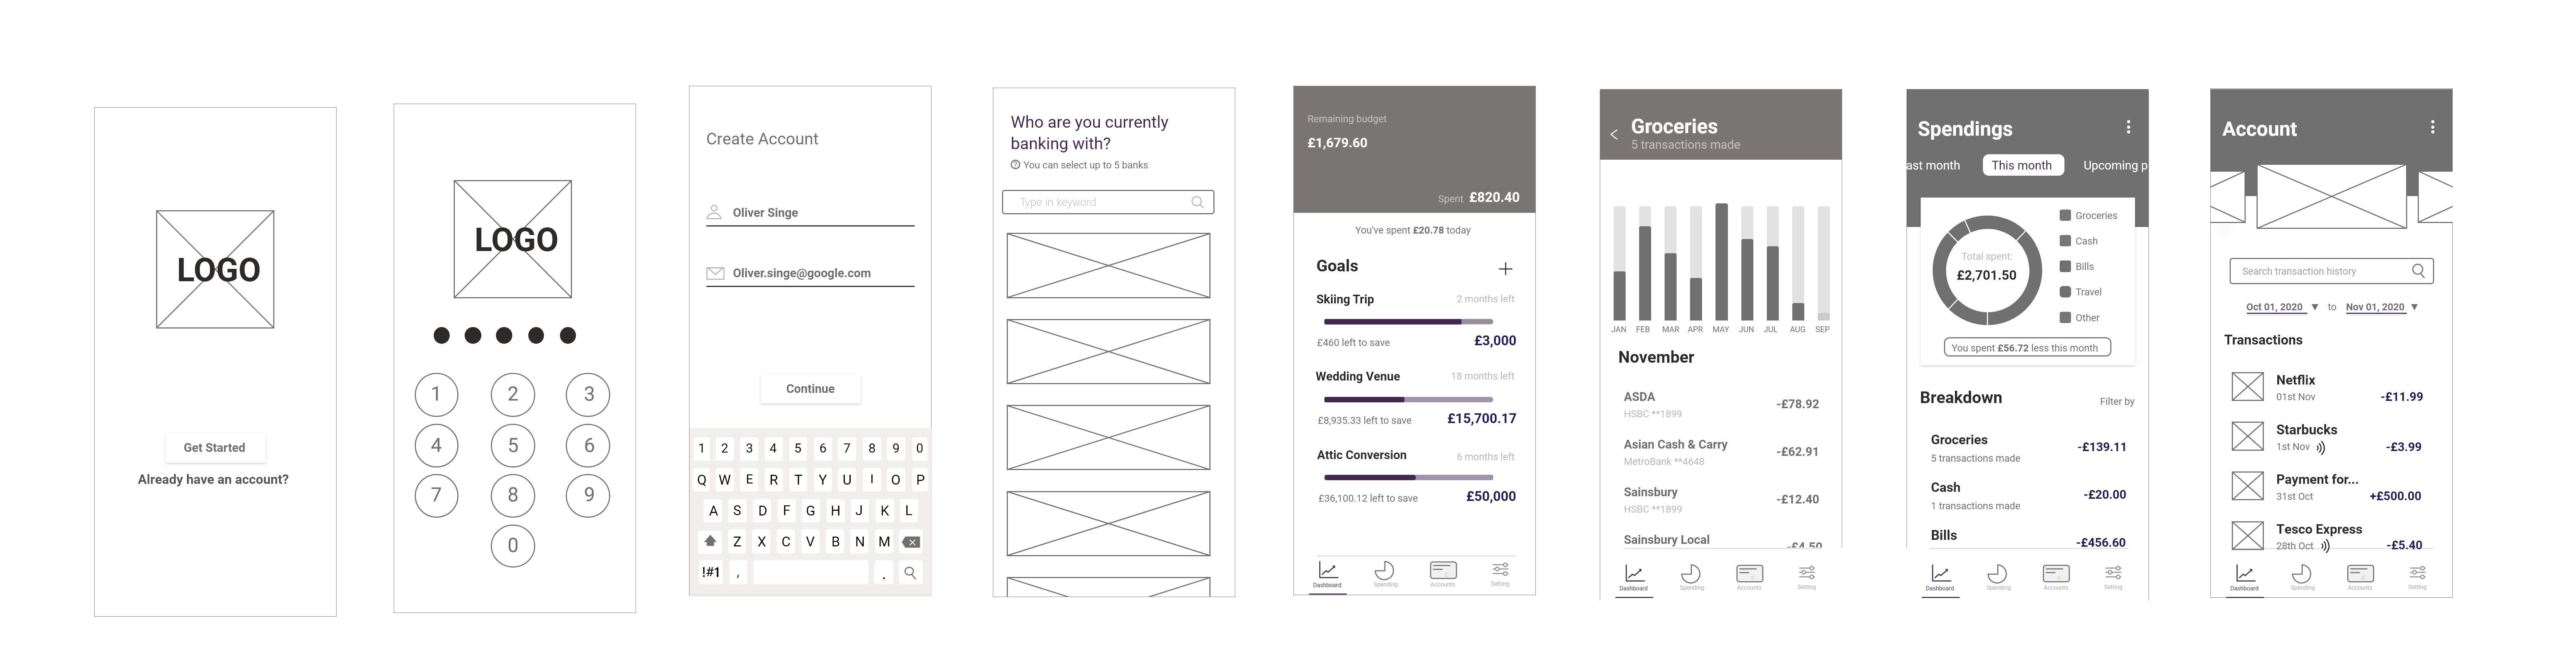 LOGO
Get Started
Already have an account?
LOGO
1 2 3
4 5 6
7 8 9
0
Create Account
Oliver Singe
Oliver.singe@google.com
Continue
1 2 3 4 5 6 7 8 9 0
Q W E R T Y U I O P
A S D F G H J K L
Z X C V B N M
!#1 , .
Who are you currently
banking with?
? You can select up to 5 banks
Type in keyword
Remaining budget
£1,679.60
Spent £820.40
You've spent £20.78 today
Goals
Skiing Trip 2 months left
£460 left to save £3,000
Wedding Venue 18 months left
£8,935.33 left to save £15,700.17
Attic Conversion 6 months left
£36,100.12 left to save £50,000
Dashboard Spending Accounts Setting
Groceries
5 transactions made
JAN FEB MAR APR MAY JUN JUL AUG SEP
November
ASDA -£78.92
HSBC **1899
Asian Cash & Carry -£62.91
MetroBank **4648
Sainsbury -£12.40
HSBC **1899
Sainsbury Local -£4.50
Dashboard Spending Accounts Setting
Spendings
ast month This month Upcoming p
Total spent:
£2,701.50
Groceries
Cash
Bills
Travel
Other
You spent £56.72 less this month
Breakdown Filter by
Groceries -£139.11
5 transactions made
Cash -£20.00
1 transactions made
Bills -£456.60
Dashboard Spending Accounts Setting
Account
Search transaction history
Oct 01, 2020 to Nov 01, 2020
Transactions
Netflix
01st Nov -£11.99
Starbucks
1st Nov -£3.99
Payment for...
31st Oct +£500.00
Tesco Express
28th Oct -£5.40
Dashboard Spending Accounts Setting